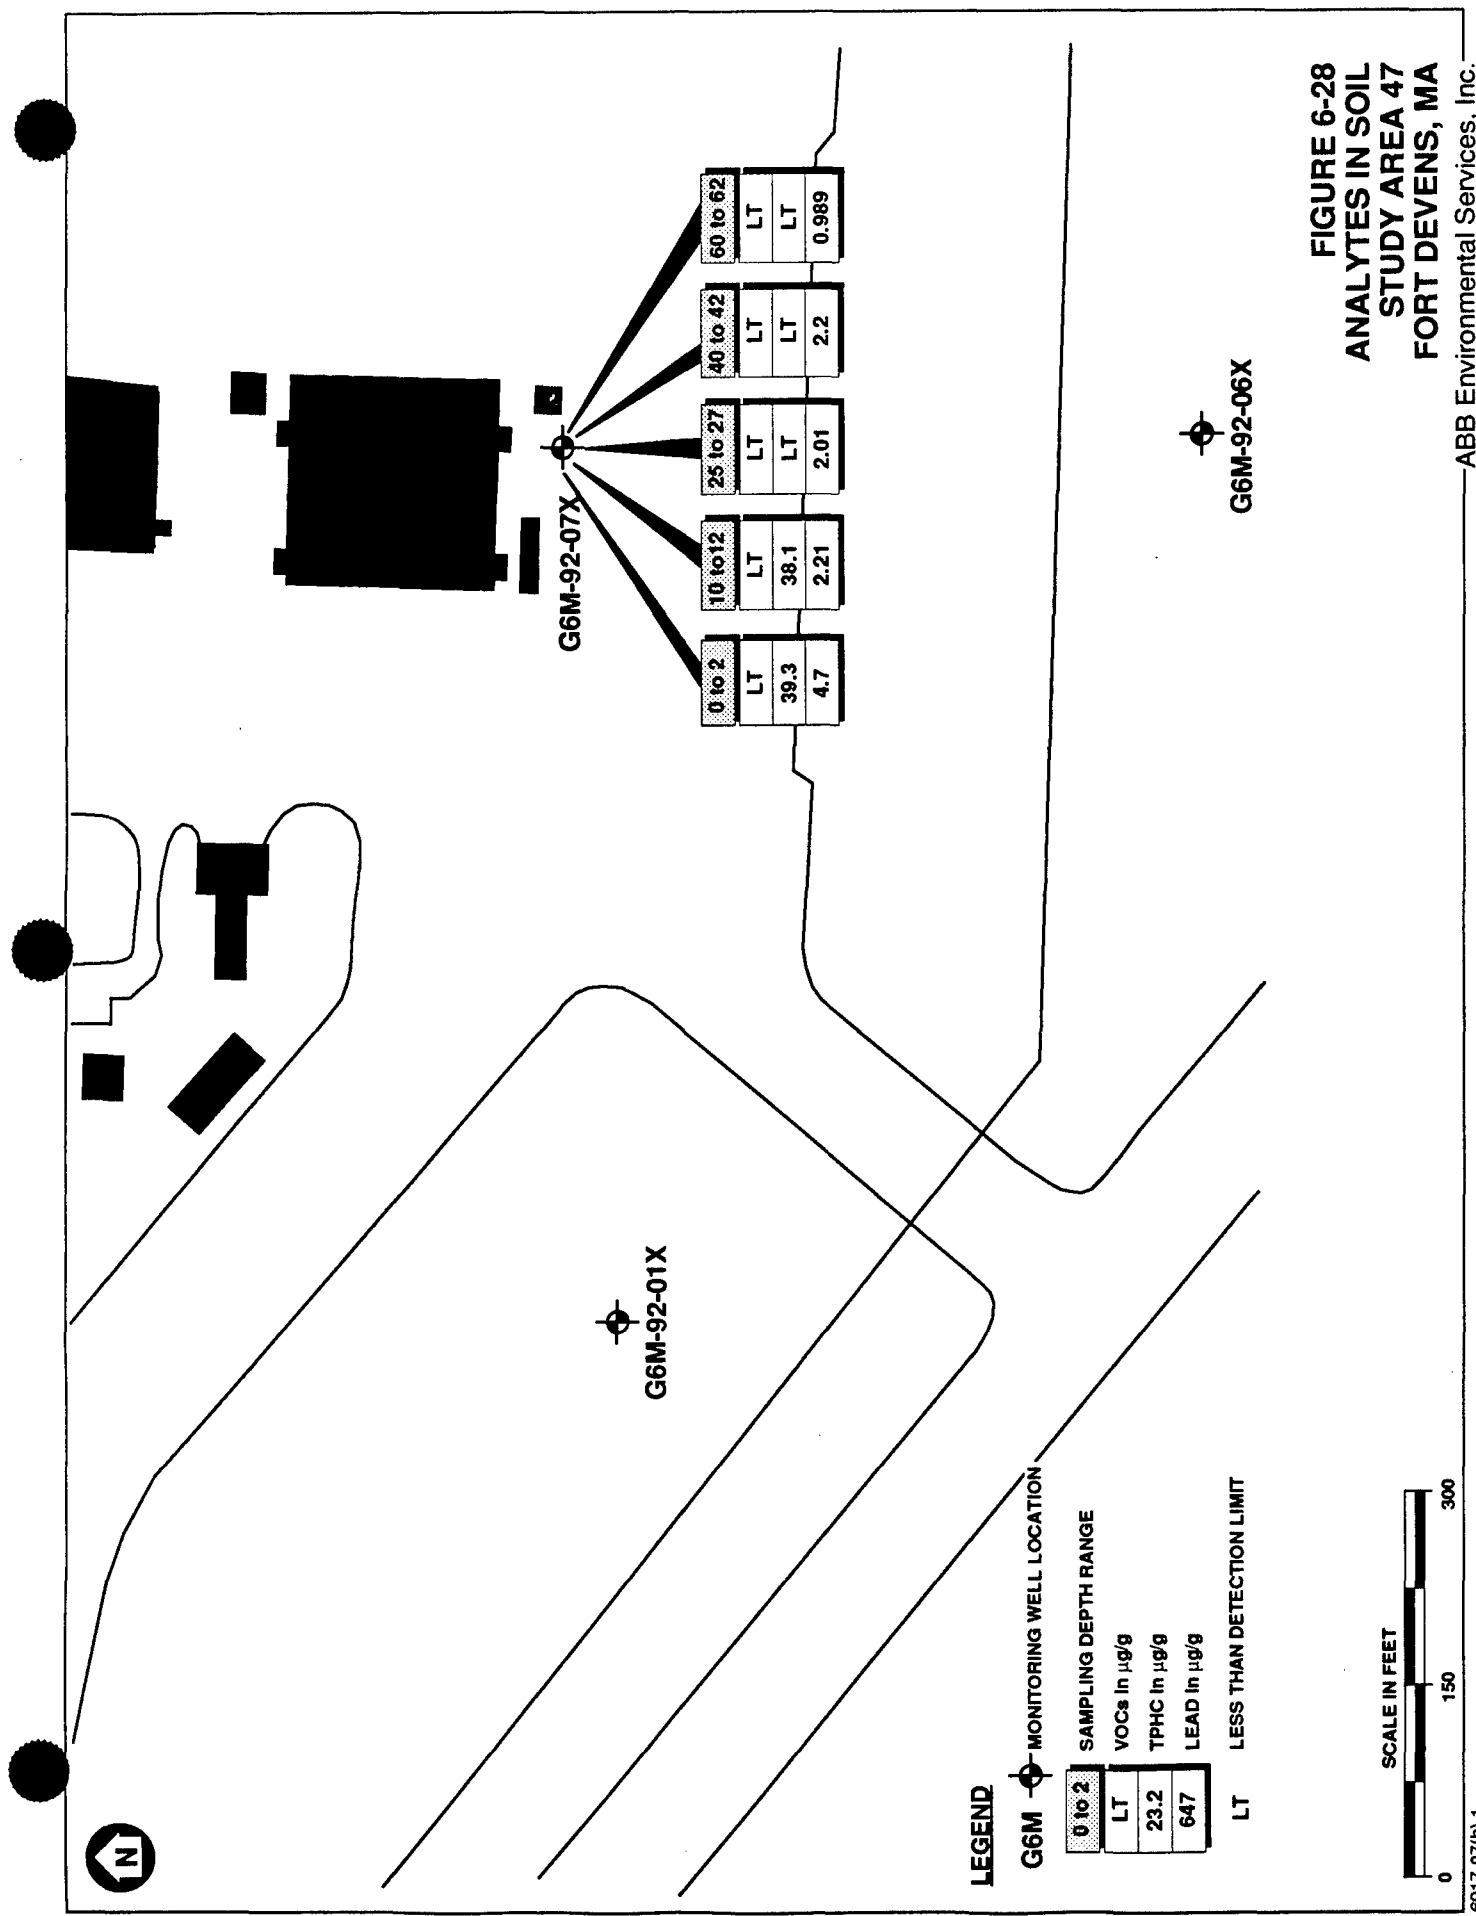 N
G6M-92-07X
0 to 2
LT
39.3
4.7
10 to12
LT
38.1
2.21
25 to 27
LT
LT
2.01
40 to 42
LT
LT
2.2
60 to 62
LT
LT
0.989
G6M-92-01X
G6M-92-06X
LEGEND
G6M MONITORING WELL LOCATION
0 to 2 SAMPLING DEPTH RANGE
LT VOCs in µg/g
23.2 TPHC in µg/g
647 LEAD in µg/g
LT LESS THAN DETECTION LIMIT
SCALE IN FEET
0 150 300
FIGURE 6-28
ANALYTES IN SOIL
STUDY AREA 47
FORT DEVENS, MA
ABB Environmental Services, Inc.